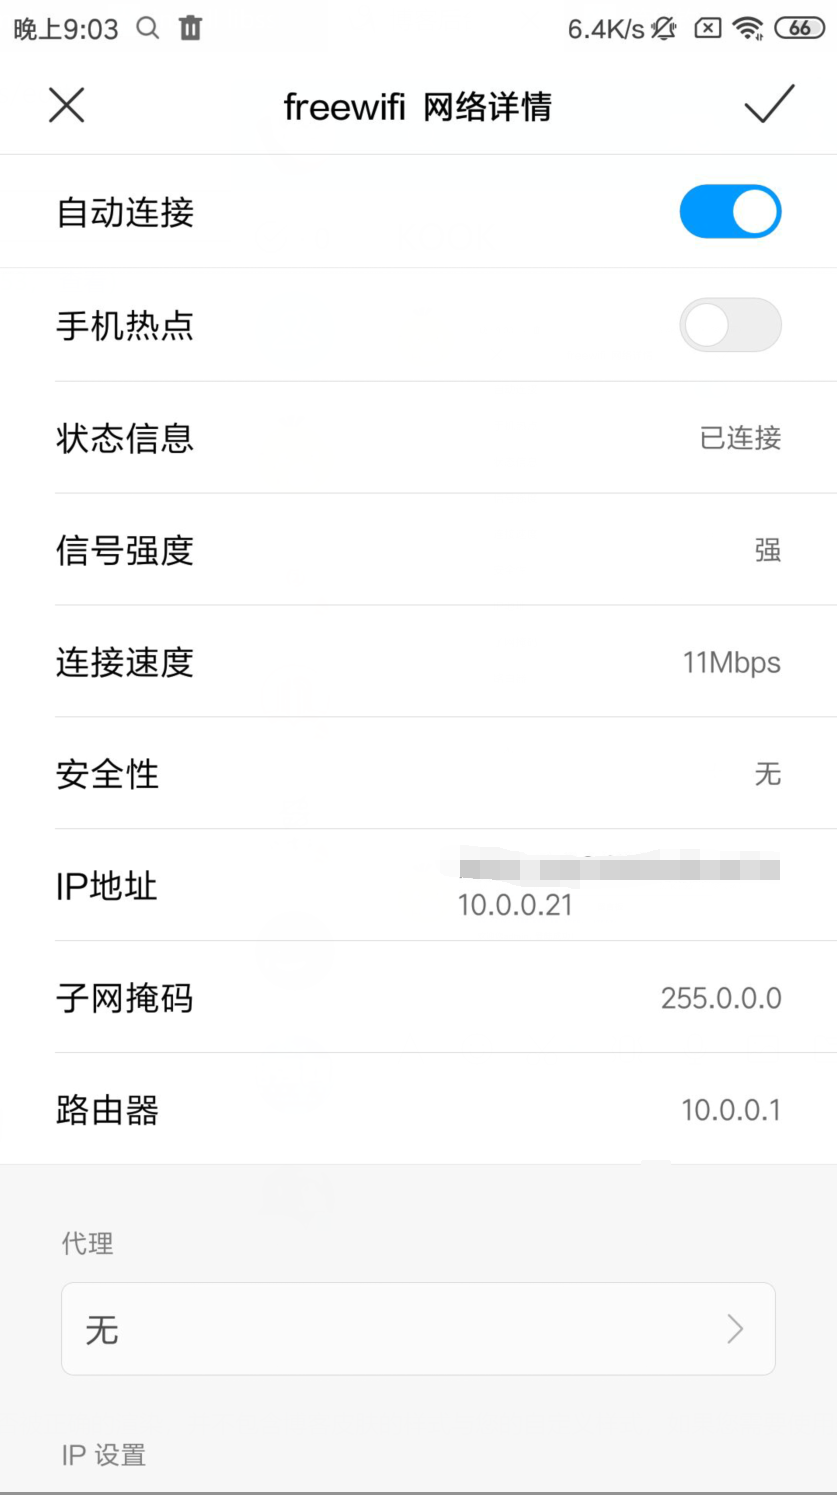 晚上9:03
6.4K/s
66
freewifi 网络详情
自动连接
手机热点
状态信息
已连接
信号强度
强
连接速度
11Mbps
安全性
无
IP地址
10.0.0.21
子网掩码
255.0.0.0
路由器
10.0.0.1
代理
无
IP 设置